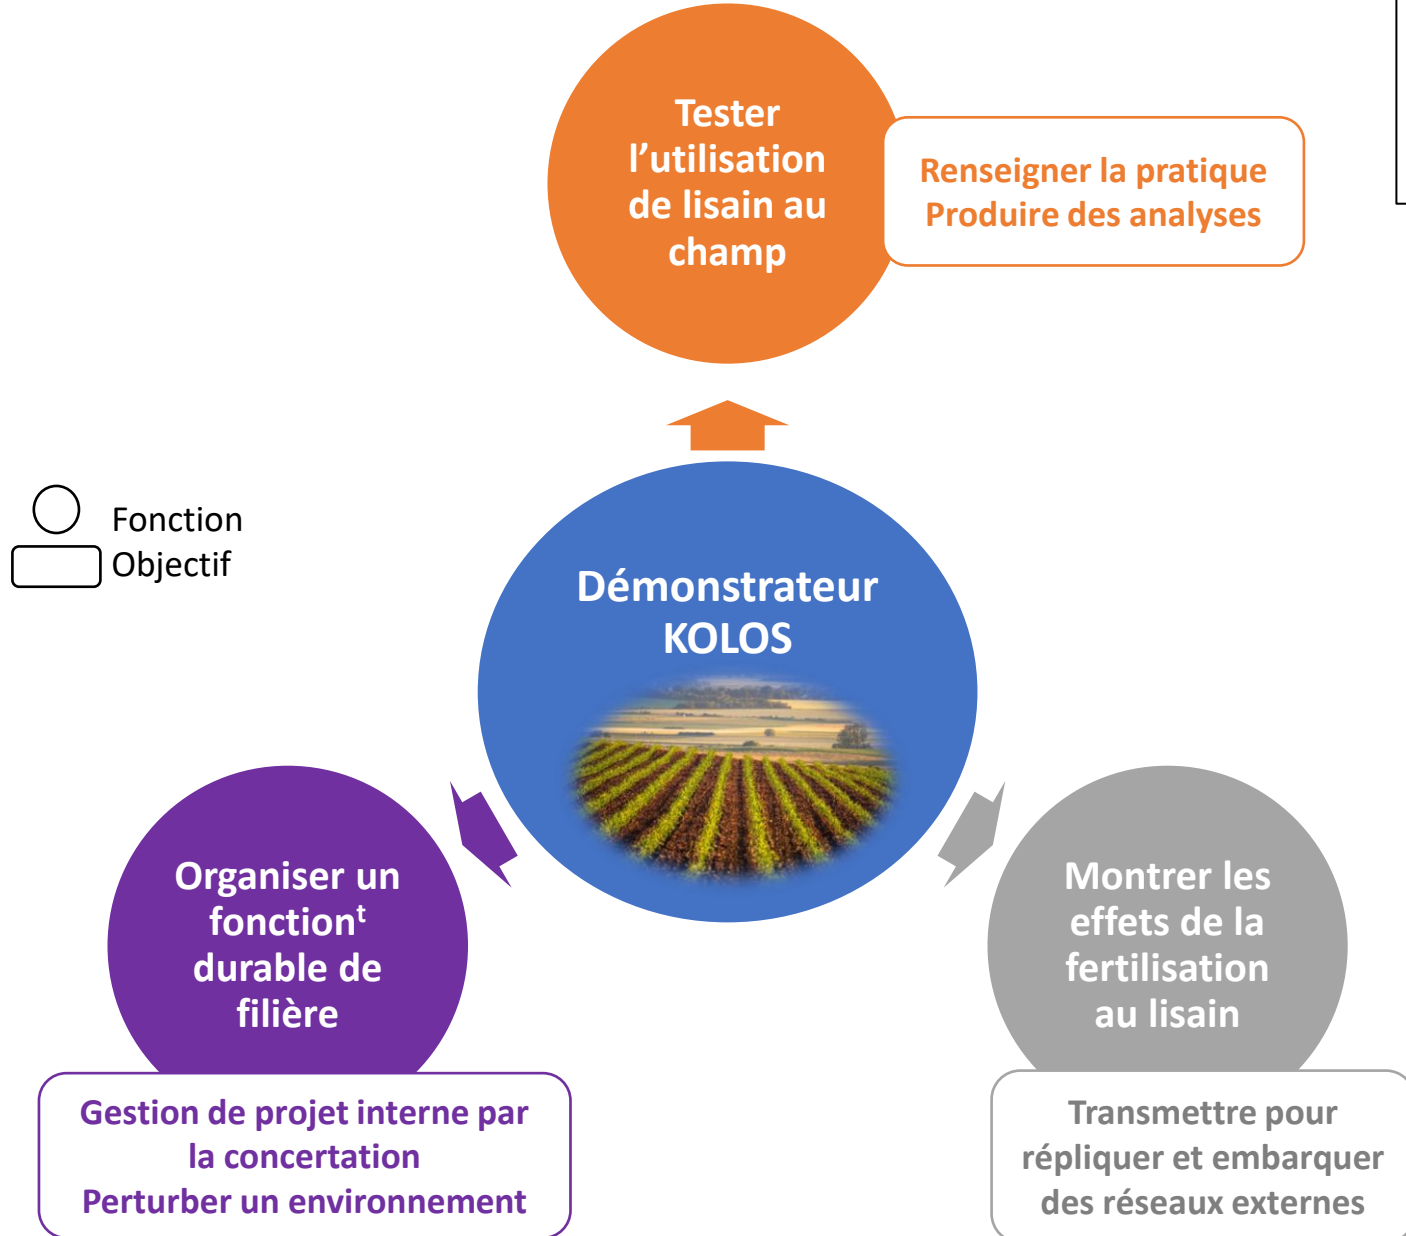 Tester
l’utilisation
de lisain au
champ
Renseigner la pratique
Produire des analyses
Fonction
Objectif
Démonstrateur
KOLOS
Organiser un
fonctionᵗ
durable de
filière
Gestion de projet interne par
la concertation
Perturber un environnement
Montrer les
effets de la
fertilisation
au lisain
Transmettre pour
répliquer et embarquer
des réseaux externes